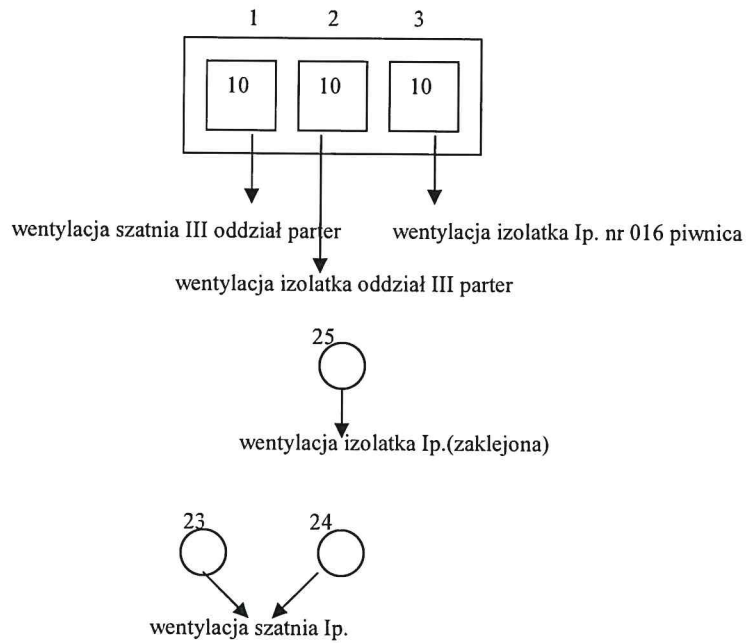 1 2 3
10 10 10
wentylacja szatnia III oddział parter wentylacja izolatka Ip. nr 016 piwnica
wentylacja izolatka oddział III parter
25
wentylacja izolatka Ip.(zaklejona)
23 24
wentylacja szatnia Ip.